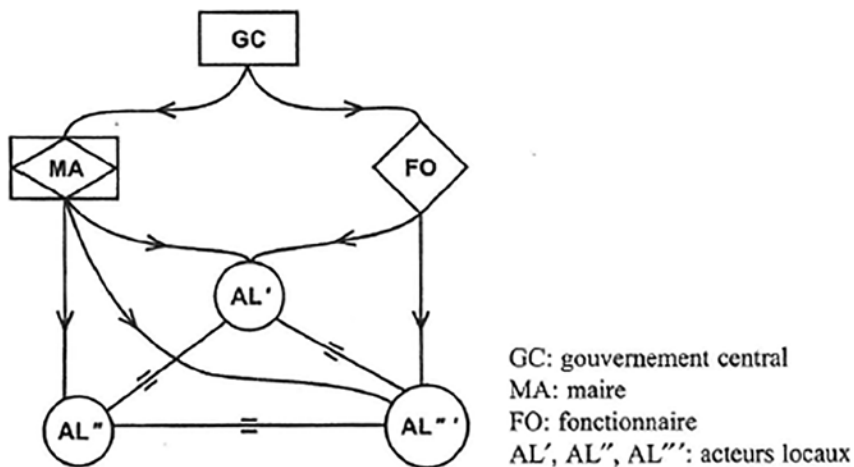 GC
MA
FO
AL′
AL″
AL‴
GC: gouvernement central
MA: maire
FO: fonctionnaire
AL′, AL″, AL‴: acteurs locaux